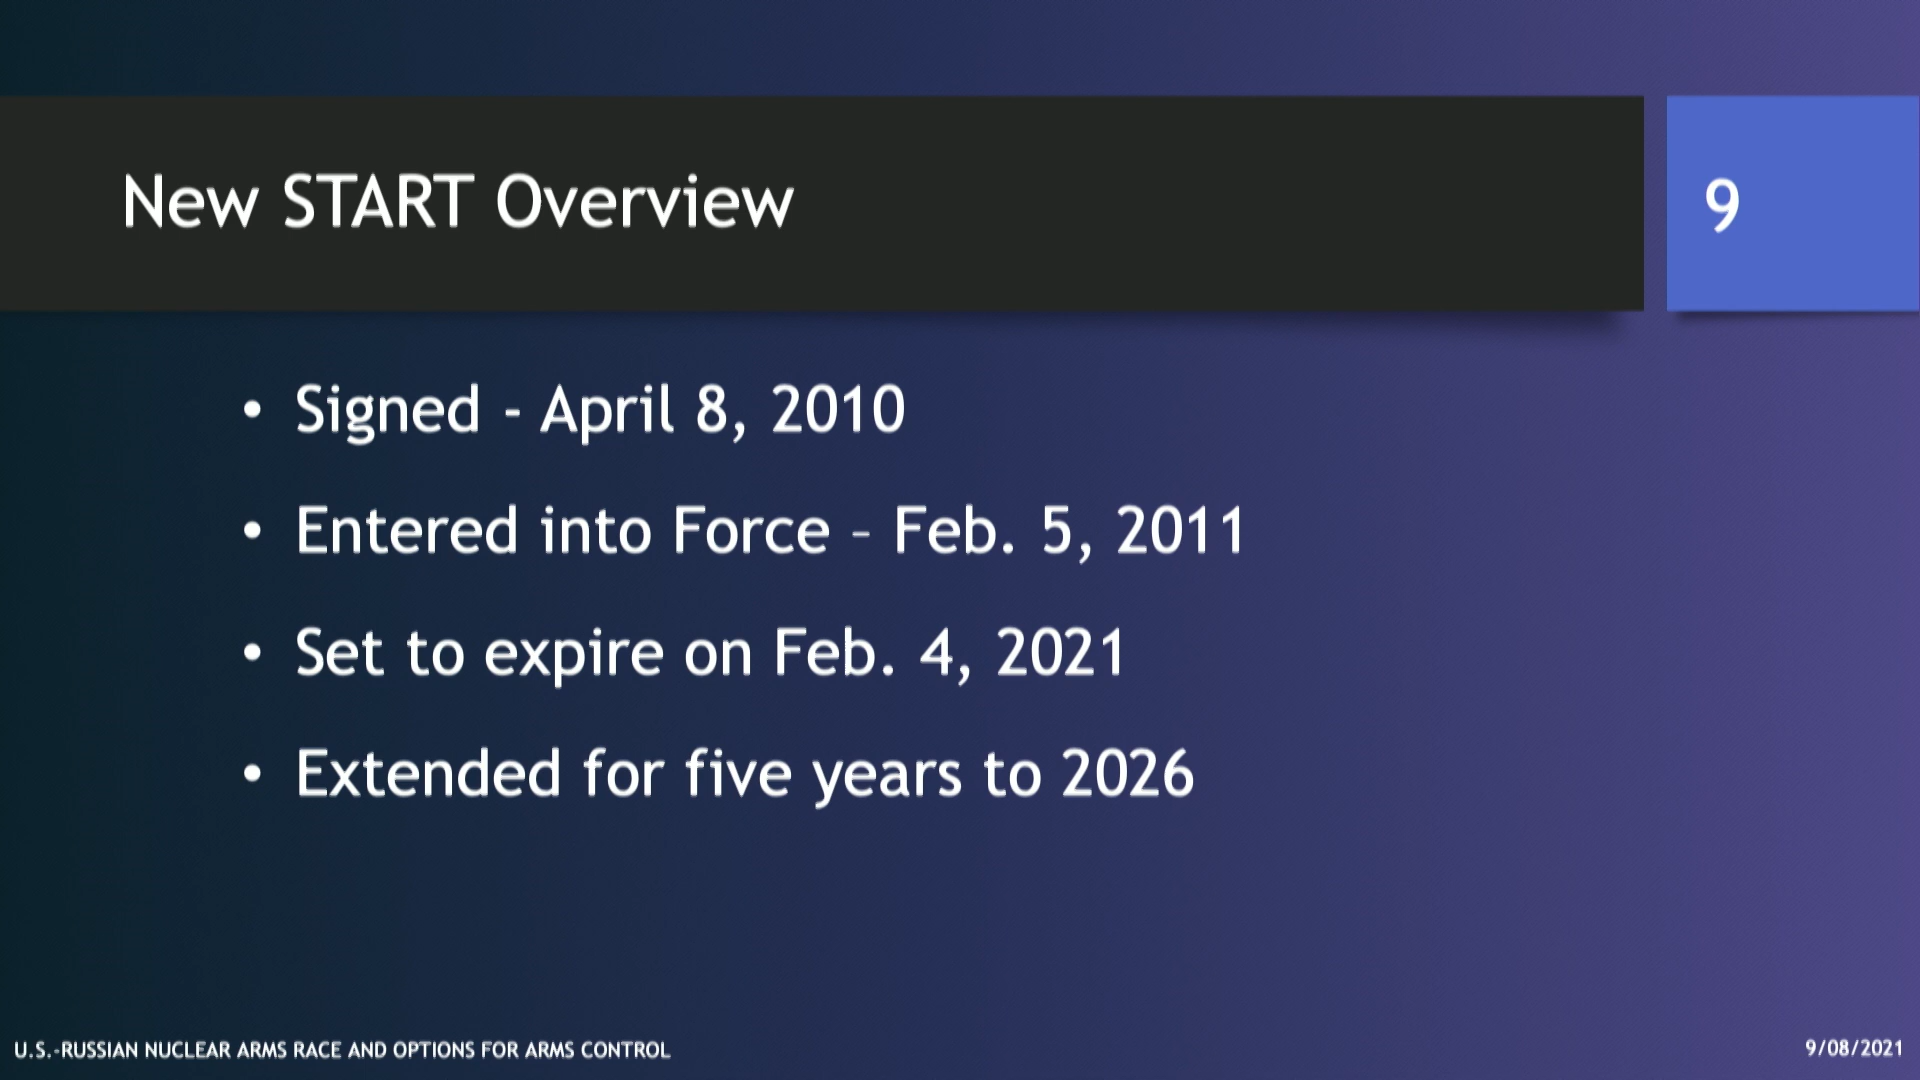 New START Overview
9
• Signed - April 8, 2010
• Entered into Force – Feb. 5, 2011
• Set to expire on Feb. 4, 2021
• Extended for five years to 2026
U.S.-RUSSIAN NUCLEAR ARMS RACE AND OPTIONS FOR ARMS CONTROL
9/08/2021